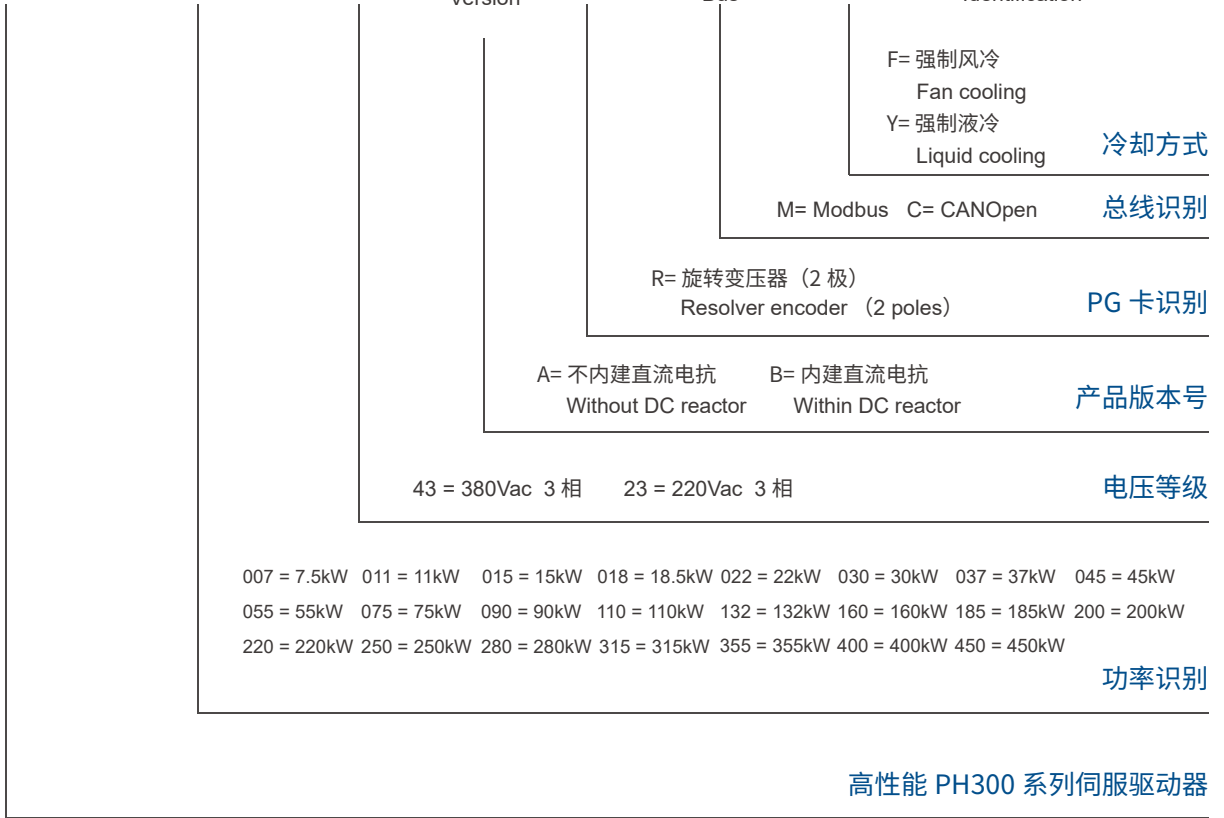 F= 强制风冷
Fan cooling
Y= 强制液冷
Liquid cooling
冷却方式
M= Modbus C= CANOpen
总线识别
R= 旋转变压器（2 极）
Resolver encoder （2 poles）
PG 卡识别
A= 不内建直流电抗 B= 内建直流电抗
Without DC reactor Within DC reactor
产品版本号
43 = 380Vac 3 相 23 = 220Vac 3 相
电压等级
007 = 7.5kW 011 = 11kW 015 = 15kW 018 = 18.5kW 022 = 22kW 030 = 30kW 037 = 37kW 045 = 45kW
055 = 55kW 075 = 75kW 090 = 90kW 110 = 110kW 132 = 132kW 160 = 160kW 185 = 185kW 200 = 200kW
220 = 220kW 250 = 250kW 280 = 280kW 315 = 315kW 355 = 355kW 400 = 400kW 450 = 450kW
功率识别
高性能 PH300 系列伺服驱动器